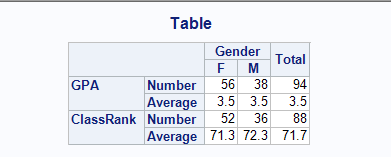 Table
Gender Total
F M
GPA Number 56 38 94
Average 3.5 3.5 3.5
ClassRank Number 52 36 88
Average 71.3 72.3 71.7